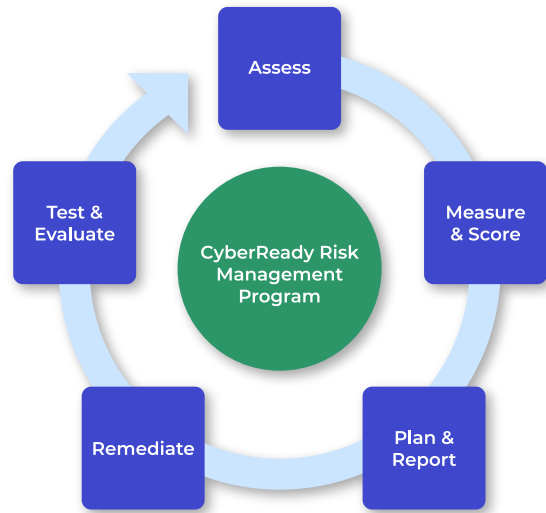 Assess
Measure
& Score
Plan &
Report
Remediate
Test &
Evaluate
CyberReady Risk
Management
Program